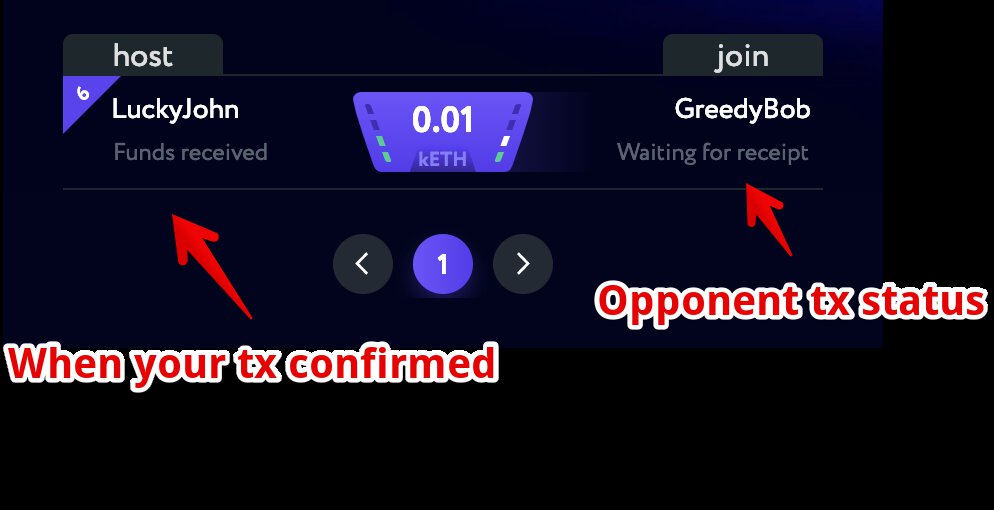 host
join
6
LuckyJohn
0.01
GreedyBob
Funds received
kETH
Waiting for receipt
1
Opponent tx status
When your tx confirmed